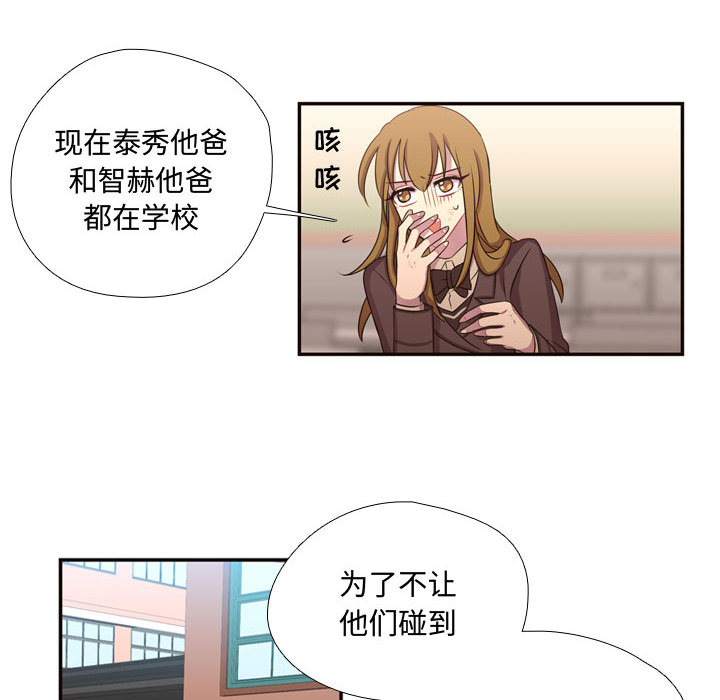 现在泰秀他爸
和智赫他爸
都在学校
咳
咳
为了不让
他们碰到